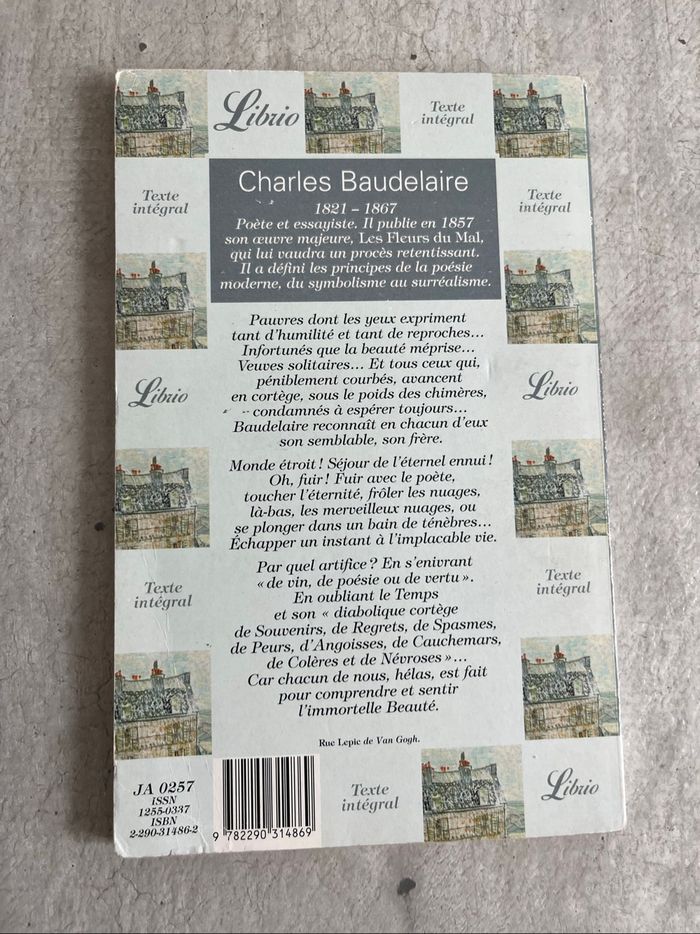 Librio
Texte
intégral
Texte
intégral
Texte
intégral
Charles Baudelaire
1821 – 1867
Poète et essayiste. Il publie en 1857
son œuvre majeure, Les Fleurs du Mal,
qui lui vaudra un procès retentissant.
Il a défini les principes de la poésie
moderne, du symbolisme au surréalisme.
Pauvres dont les yeux expriment
tant d'humilité et tant de reproches...
Infortunés que la beauté méprise...
Veuves solitaires... Et tous ceux qui,
péniblement courbés, avancent
en cortège, sous le poids des chimères,
condamnés à espérer toujours...
Baudelaire reconnaît en chacun d'eux
son semblable, son frère.
Librio
Librio
Monde étroit ! Séjour de l'éternel ennui !
Oh, fuir ! Fuir avec le poète,
toucher l'éternité, frôler les nuages,
là-bas, les merveilleux nuages, ou
se plonger dans un bain de ténèbres...
Échapper un instant à l'implacable vie.
Par quel artifice ? En s'enivrant
« de vin, de poésie ou de vertu ».
En oubliant le Temps
et son « diabolique cortège
de Souvenirs, de Regrets, de Spasmes,
de Peurs, d'Angoisses, de Cauchemars,
de Colères et de Névroses »...
Car chacun de nous, hélas, est fait
pour comprendre et sentir
l'immortelle Beauté.
Texte
intégral
Texte
intégral
Rue Lepic de Van Gogh.
JA 0257
ISSN
1255-0337
ISBN
2-290-31486-2
9 782290 314869
Texte
intégral
Librio